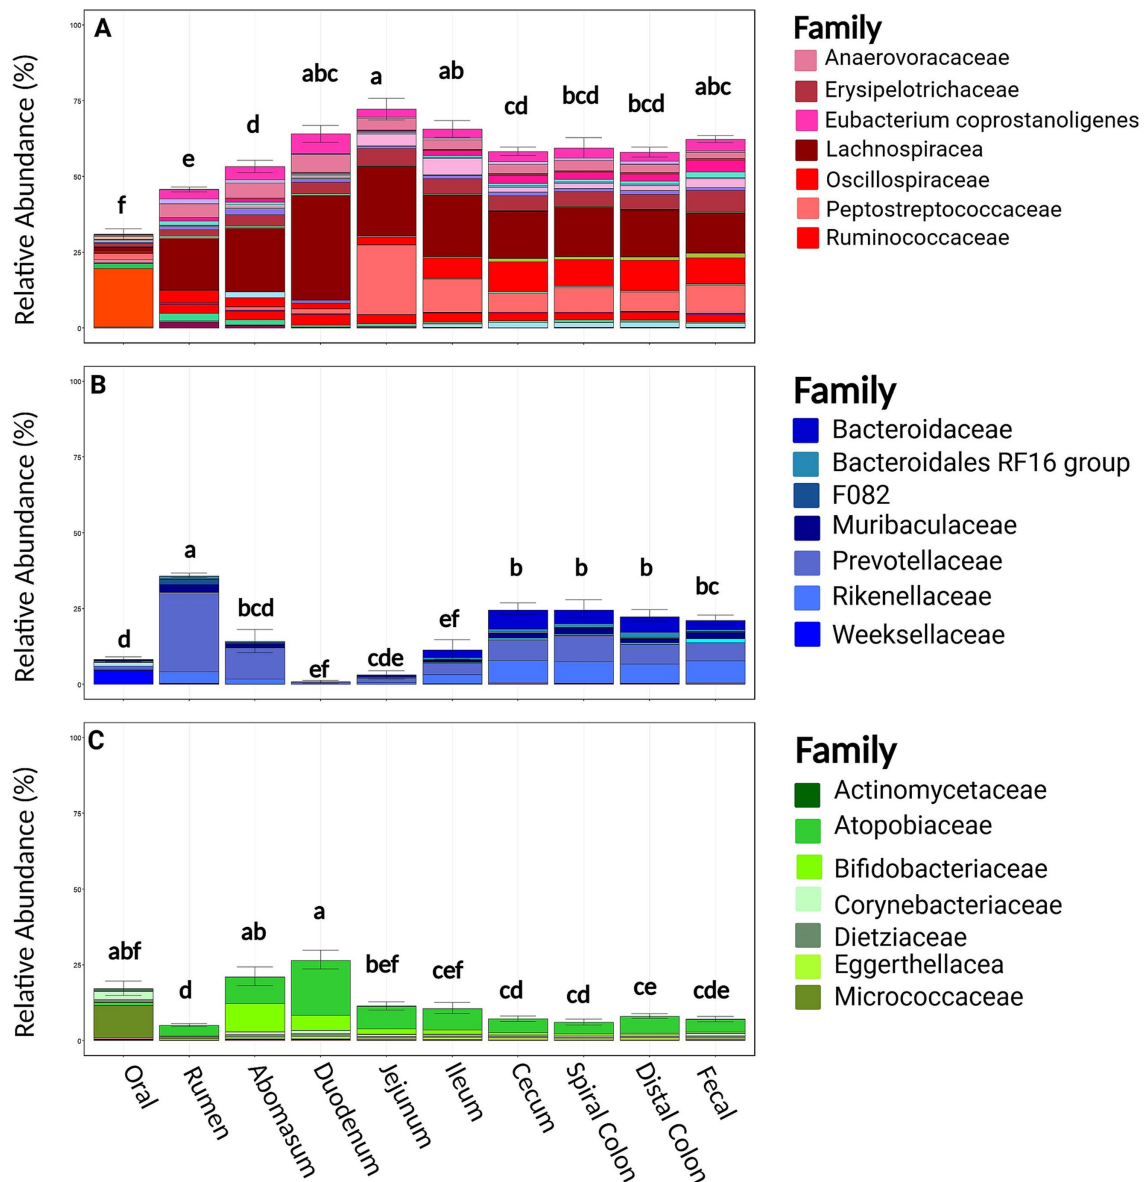 A
Relative Abundance (%)
100
75
50
25
0
f
e
d
abc
a
ab
cd
bcd
bcd
abc
Family
Anaerovoracaceae
Erysipelotrichaceae
Eubacterium coprostanoligenes
Lachnospiracea
Oscillospiraceae
Peptostreptococcaceae
Ruminococcaceae
B
Relative Abundance (%)
100
75
50
25
0
d
a
bcd
ef
cde
ef
b
b
b
bc
Family
Bacteroidaceae
Bacteroidales RF16 group
F082
Muribaculaceae
Prevotellaceae
Rikenellaceae
Weeksellaceae
C
Relative Abundance (%)
100
75
50
25
0
abf
d
ab
a
bef
cef
cd
cd
ce
cde
Family
Actinomycetaceae
Atopobiaceae
Bifidobacteriaceae
Corynebacteriaceae
Dietziaceae
Eggerthellacea
Micrococcaceae
Oral
Rumen
Abomasum
Duodenum
Jejunum
Ileum
Cecum
Spiral Colon
Distal Colon
Fecal